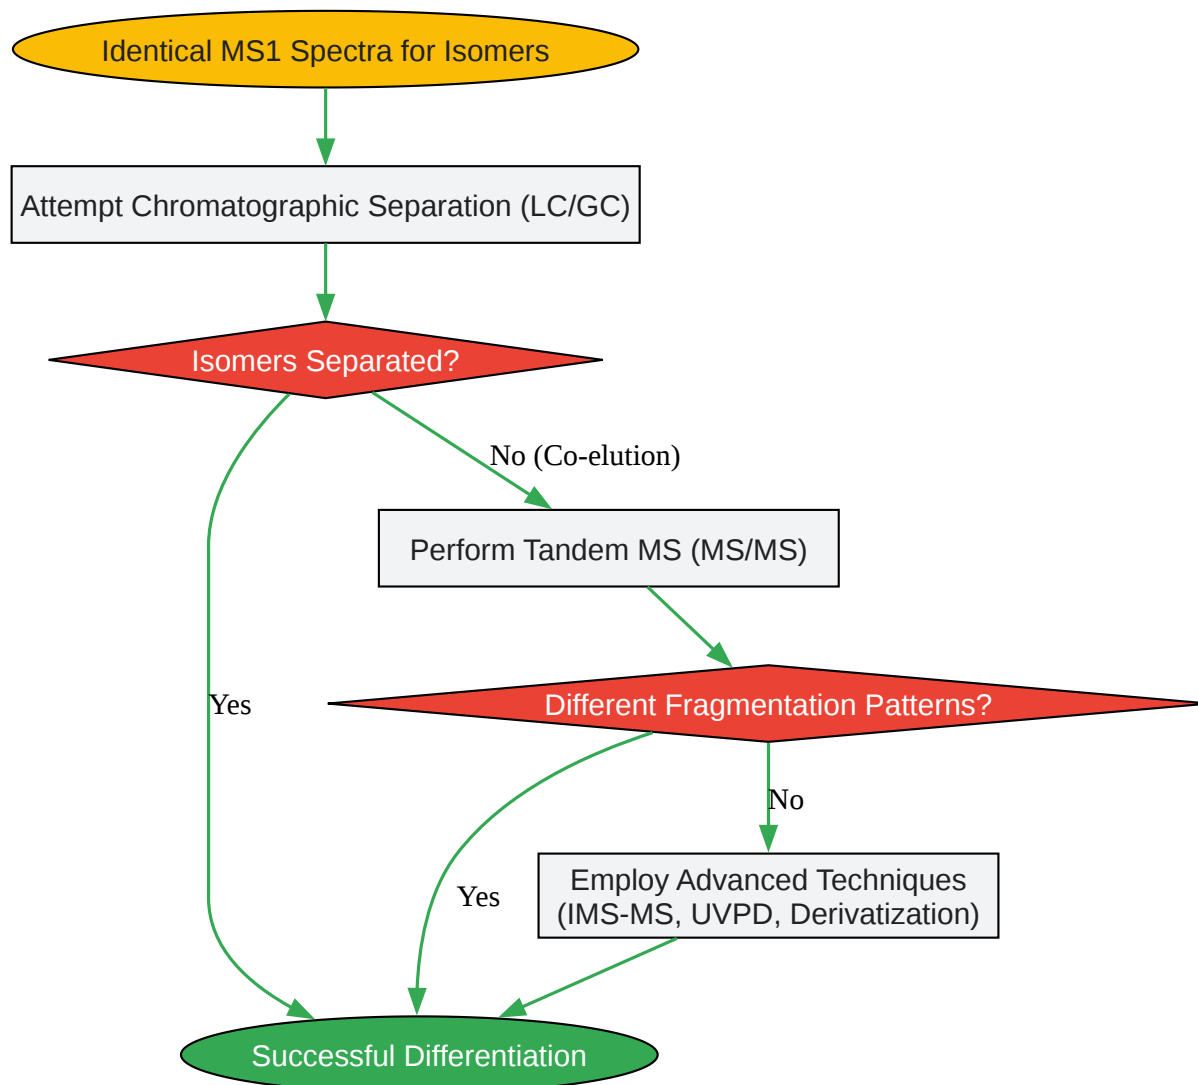 Identical MS1 Spectra for Isomers
Attempt Chromatographic Separation (LC/GC)
Isomers Separated?
No (Co-elution)
Perform Tandem MS (MS/MS)
Yes
Different Fragmentation Patterns?
No
Employ Advanced Techniques
(IMS-MS, UVPD, Derivatization)
Yes
Successful Differentiation